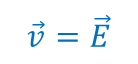 v⃗ = E⃗